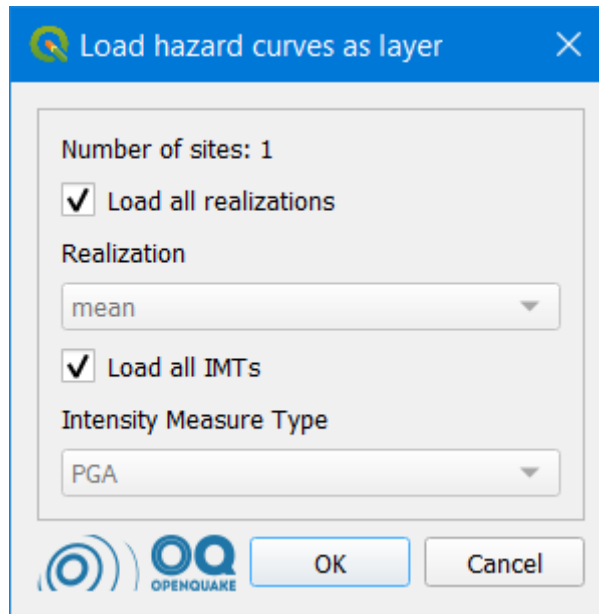 Load hazard curves as layer
Number of sites: 1
Load all realizations
Realization
mean
Load all IMTs
Intensity Measure Type
PGA
OQ
OPENQUAKE
OK
Cancel